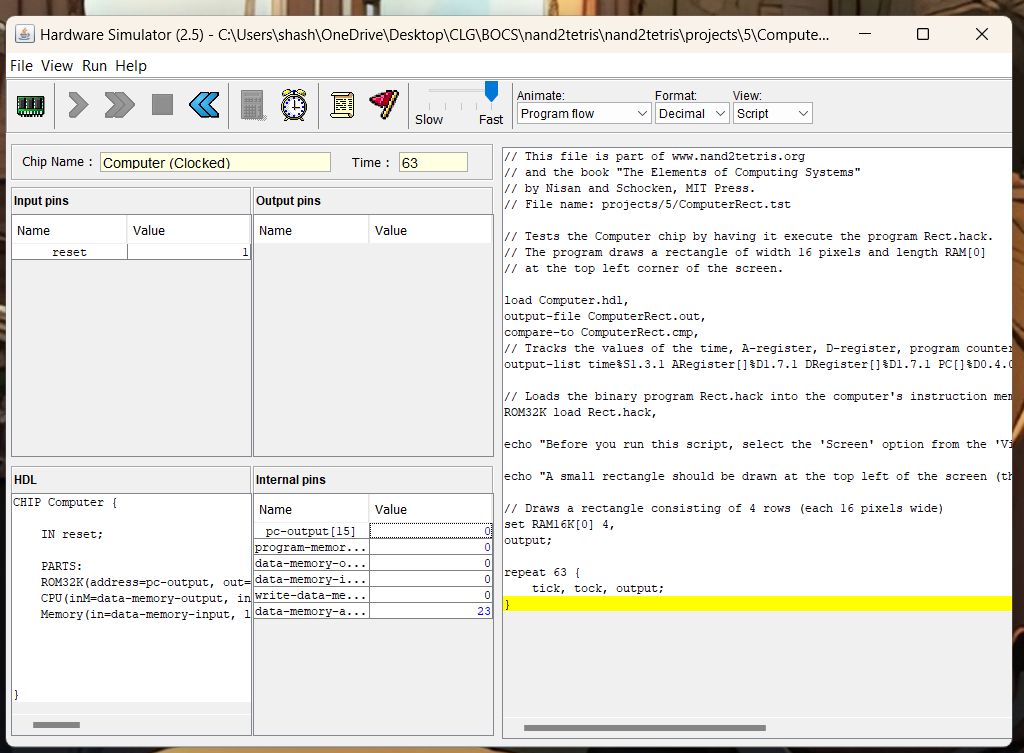 Hardware Simulator (2.5) - C:\Users\shash\OneDrive\Desktop\CLG\BOCS\nand2tetris\nand2tetris\projects\5\Compute...
File View Run Help
Slow Fast
Animate: Format: View:
Program flow Decimal Script
Chip Name : Computer (Clocked) Time : 63
Input pins
Name Value
reset 1
Output pins
Name Value
HDL
CHIP Computer {
IN reset;
PARTS:
ROM32K(address=pc-output, out=
CPU(inM=data-memory-output, in
Memory(in=data-memory-input, l
}
Internal pins
Name Value
pc-output[15] 0
program-memor... 0
data-memory-o... 0
data-memory-i... 0
write-data-me... 0
data-memory-a... 23
// This file is part of www.nand2tetris.org
// and the book "The Elements of Computing Systems"
// by Nisan and Schocken, MIT Press.
// File name: projects/5/ComputerRect.tst
// Tests the Computer chip by having it execute the program Rect.hack.
// The program draws a rectangle of width 16 pixels and length RAM[0]
// at the top left corner of the screen.
load Computer.hdl,
output-file ComputerRect.out,
compare-to ComputerRect.cmp,
// Tracks the values of the time, A-register, D-register, program counter
output-list time%S1.3.1 ARegister[]%D1.7.1 DRegister[]%D1.7.1 PC[]%D0.4.0
// Loads the binary program Rect.hack into the computer's instruction mem
ROM32K load Rect.hack,
echo "Before you run this script, select the 'Screen' option from the 'Vi
echo "A small rectangle should be drawn at the top left of the screen (th
// Draws a rectangle consisting of 4 rows (each 16 pixels wide)
set RAM16K[0] 4,
output;
repeat 63 {
tick, tock, output;
}